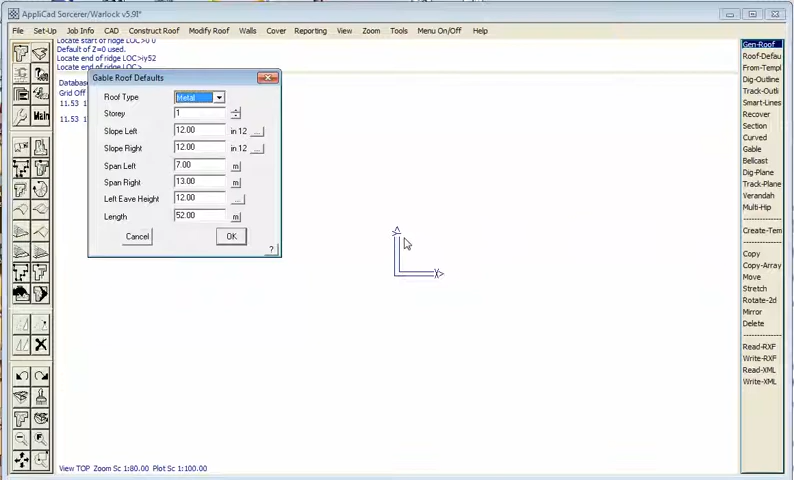 AppliCad Sorcerer/Warlock v5.9!*
File Set-Up Job Info CAD Construct Roof Modify Roof Walls Cover Reporting View Zoom Tools Menu On/Off Help
Locate start of ridge LOC>0 0
Default of Z=0 used.
Locate end of ridge LOC>iy52
Locate end of ridge LOC>
Database
Grid Off
11.53 1
11.53 1
Gable Roof Defaults
Roof Type Metal
Storey 1
Slope Left 12.00 in 12 ...
Slope Right 12.00 in 12 ...
Span Left 7.00 m
Span Right 13.00 m
Left Eave Height 12.00 ...
Length 52.00 m
Cancel OK
?
Main
Y
X
Gen-Roof
Roof-Defau
From-Templ
Dig-Outline
Track-Outli
Smart-Lines
Recover
Section
Curved
Gable
Bellcast
Dig-Plane
Track-Plane
Verandah
Multi-Hip
---------------
Create-Tem
---------------
Copy
Copy-Array
Move
Stretch
Rotate-2d
Mirror
Delete
---------------
Read-RXF
Write-RXF
Read-XML
Write-XML
View TOP Zoom Sc 1:80.00 Plot Sc 1:100.00